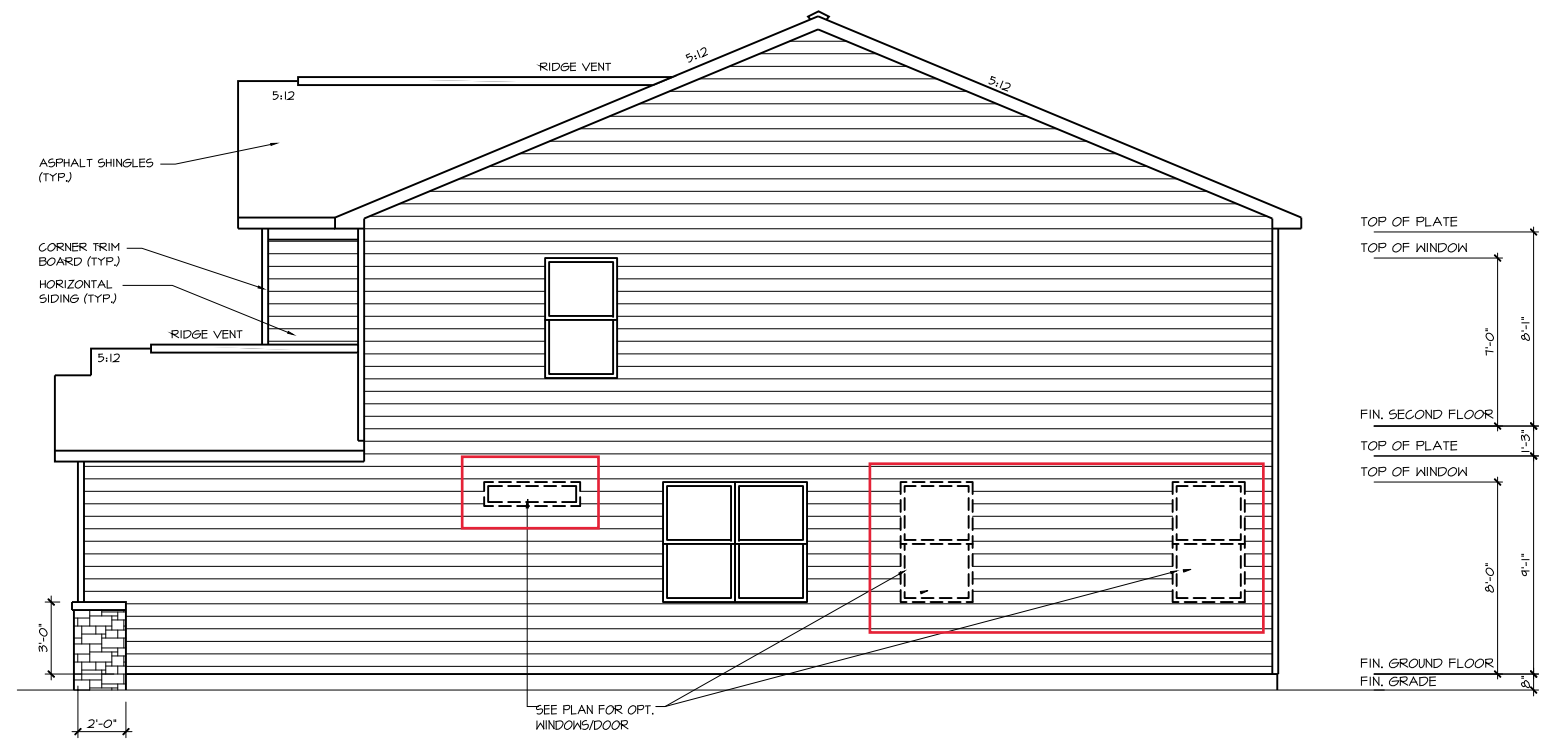 RIDGE VENT
5:12
5:12
5:12
ASPHALT SHINGLES
(TYP.)
CORNER TRIM
BOARD (TYP.)
HORIZONTAL
SIDING (TYP.)
RIDGE VENT
5:12
TOP OF PLATE
TOP OF WINDOW
7'-0"
8'-1"
FIN. SECOND FLOOR
1'-3"
TOP OF PLATE
TOP OF WINDOW
8'-0"
9'-1"
FIN. GROUND FLOOR
FIN. GRADE
8"
3'-0"
2'-0"
SEE PLAN FOR OPT.
WINDOWS/DOOR